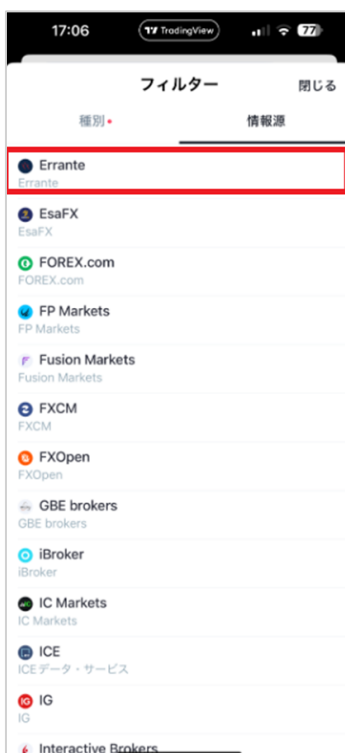 17:06
TradingView
77
フィルター
閉じる
種別
情報源
Errante
Errante
EsaFX
EsaFX
FOREX.com
FOREX.com
FP Markets
FP Markets
Fusion Markets
Fusion Markets
FXCM
FXCM
FXOpen
FXOpen
GBE brokers
GBE brokers
iBroker
iBroker
IC Markets
IC Markets
ICE
ICEデータ・サービス
IG
IG
Interactive Brokers